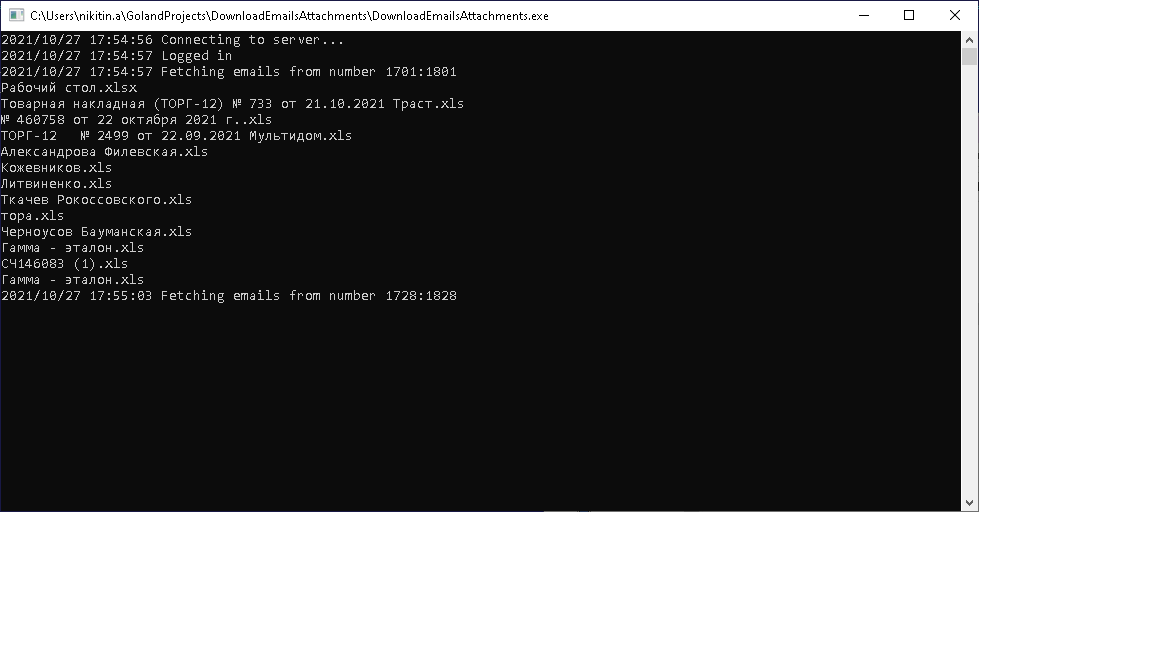 C:\Users\nikitin.a\GolandProjects\DownloadEmailsAttachments\DownloadEmailsAttachments.exe
2021/10/27 17:54:56 Connecting to server...
2021/10/27 17:54:57 Logged in
2021/10/27 17:54:57 Fetching emails from number 1701:1801
Рабочий стол.xlsx
Товарная накладная (ТОРГ-12) № 733 от 21.10.2021 Траст.xls
№ 460758 от 22 октября 2021 г..xls
ТОРГ-12   № 2499 от 22.09.2021 Мультидом.xls
Александрова Филевская.xls
Кожевников.xls
Литвиненко.xls
Ткачев Рокоссовского.xls
тора.xls
Черноусов Бауманская.xls
Гамма - эталон.xls
СЧ146083 (1).xls
Гамма - эталон.xls
2021/10/27 17:55:03 Fetching emails from number 1728:1828